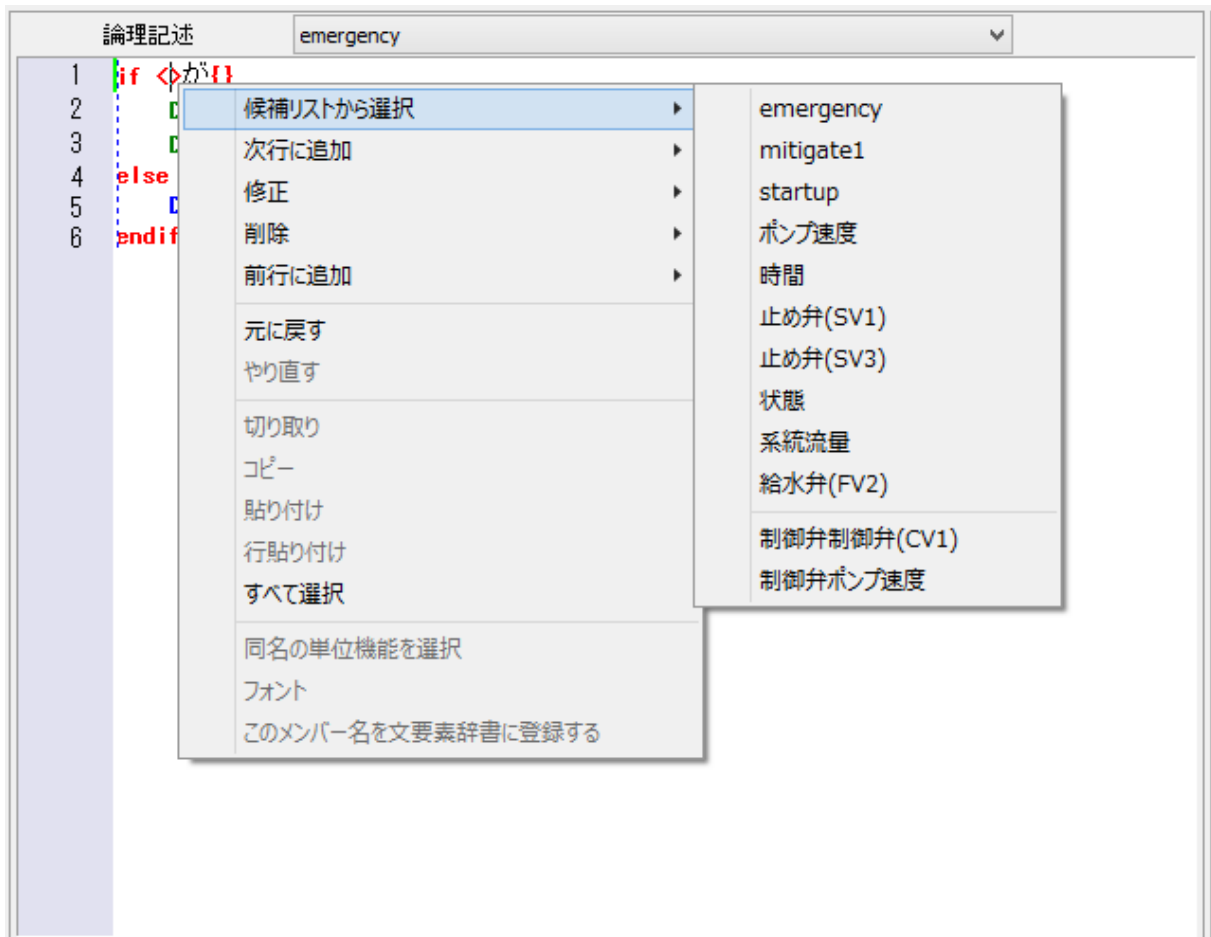 論理記述 emergency
1 if <>が{}
2
3
4 else
5
6 endif
候補リストから選択
次行に追加
修正
削除
前行に追加
元に戻す
やり直す
切り取り
コピー
貼り付け
行貼り付け
すべて選択
同名の単位機能を選択
フォント
このメンバー名を文要素辞書に登録する
emergency
mitigate1
startup
ポンプ速度
時間
止め弁(SV1)
止め弁(SV3)
状態
系統流量
給水弁(FV2)
制御弁制御弁(CV1)
制御弁ポンプ速度